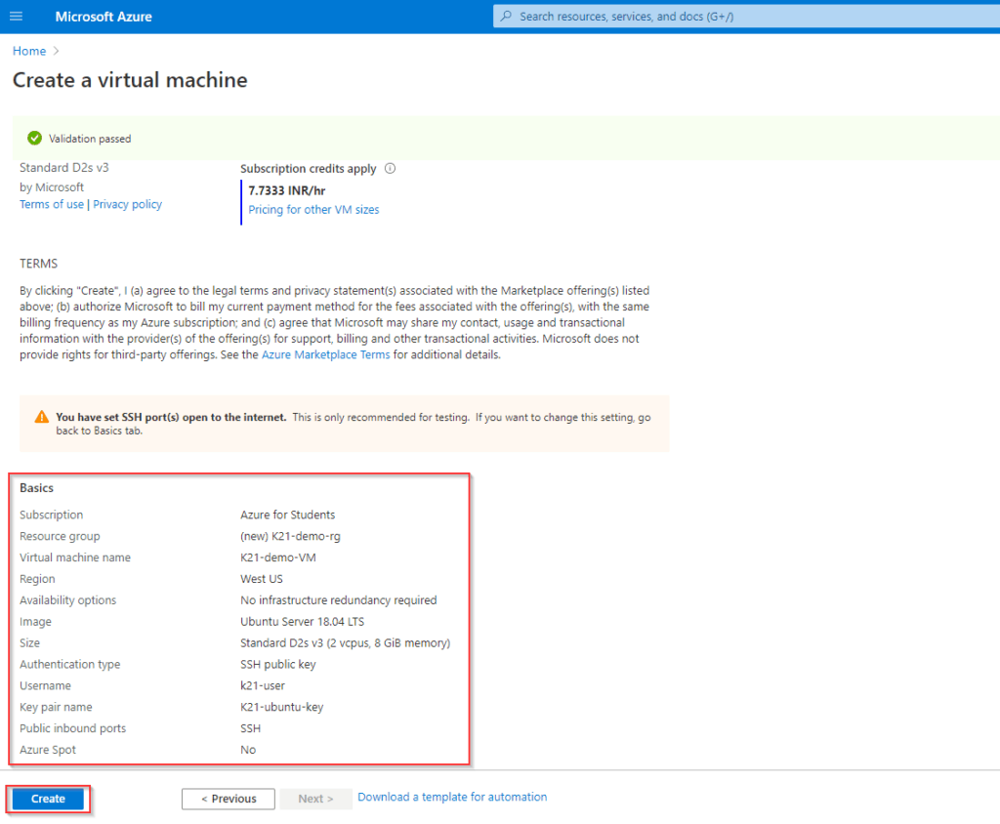 Microsoft Azure
Search resources, services, and docs (G+/)
Home >
Create a virtual machine
Validation passed
Standard D2s v3
by Microsoft
Terms of use | Privacy policy
Subscription credits apply
7.7333 INR/hr
Pricing for other VM sizes
TERMS
By clicking "Create", I (a) agree to the legal terms and privacy statement(s) associated with the Marketplace offering(s) listed
above; (b) authorize Microsoft to bill my current payment method for the fees associated with the offering(s), with the same
billing frequency as my Azure subscription; and (c) agree that Microsoft may share my contact, usage and transactional
information with the provider(s) of the offering(s) for support, billing and other transactional activities. Microsoft does not
provide rights for third-party offerings. See the Azure Marketplace Terms for additional details.
You have set SSH port(s) open to the internet. This is only recommended for testing. If you want to change this setting, go
back to Basics tab.
Basics
Subscription Azure for Students
Resource group (new) K21-demo-rg
Virtual machine name K21-demo-VM
Region West US
Availability options No infrastructure redundancy required
Image Ubuntu Server 18.04 LTS
Size Standard D2s v3 (2 vcpus, 8 GiB memory)
Authentication type SSH public key
Username k21-user
Key pair name K21-ubuntu-key
Public inbound ports SSH
Azure Spot No
Create
< Previous
Next >
Download a template for automation